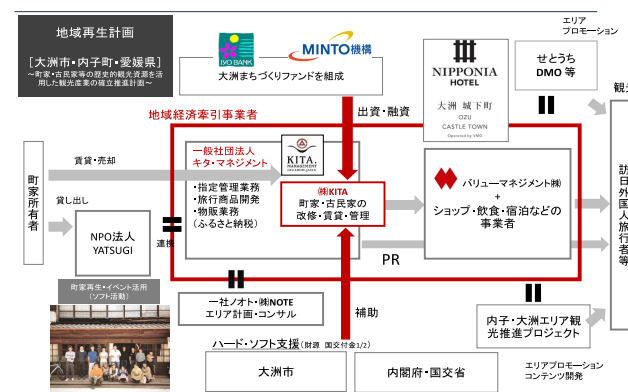 地域再生計画
［大洲市・内子町・愛媛県］
～町家・古民家等の歴史的観光資源を活
用した観光産業の確立推進計画～
IYO BANK
MINTO機構
大洲まちづくりファンドを組成
NIPPONIA
HOTEL
大洲 城下町
OZU
CASTLE TOWN
Operated by VMG
エリア
プロモーション
せとうち
DMO 等
観光
地域経済牽引事業者
出資・融資
町家所有者
賃貸・売却
貸し出し
NPO法人
YATSUGI
連携
一般社団法人
キタ・マネジメント
KITA.
MANAGEMENT
・指定管理業務
・旅行商品開発
・物販業務
（ふるさと納税）
㈱KITA
町家・古民家の
改修・賃貸・管理
バリューマネジメント㈱
+
ショップ・飲食・宿泊などの
事業者
訪日外国人旅行者等
PR
町家再生・イベント活用
（ソフト活動）
一社ノオト・㈱NOTE
エリア計画・コンサル
補助
内子・大洲エリア観
光推進プロジェクト
ハード・ソフト支援（財源 国交付金1/2）
大洲市
内閣府・国交省
エリアプロモーション
コンテンツ開発